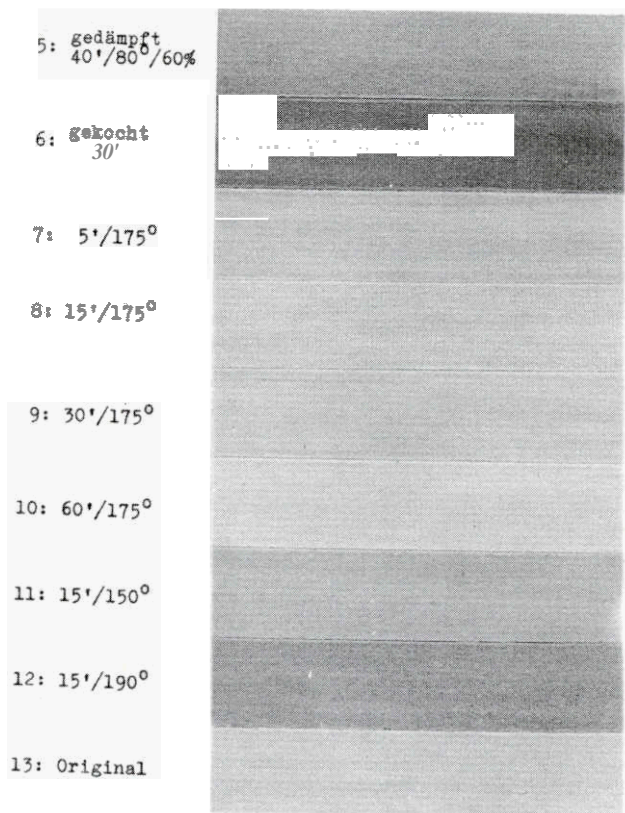 5: gedämpft
40'/80°/60%
6: gekocht
30'
7: 5'/175°
8: 15'/175°
9: 30'/175°
10: 60'/175°
11: 15'/150°
12: 15'/190°
13: Original